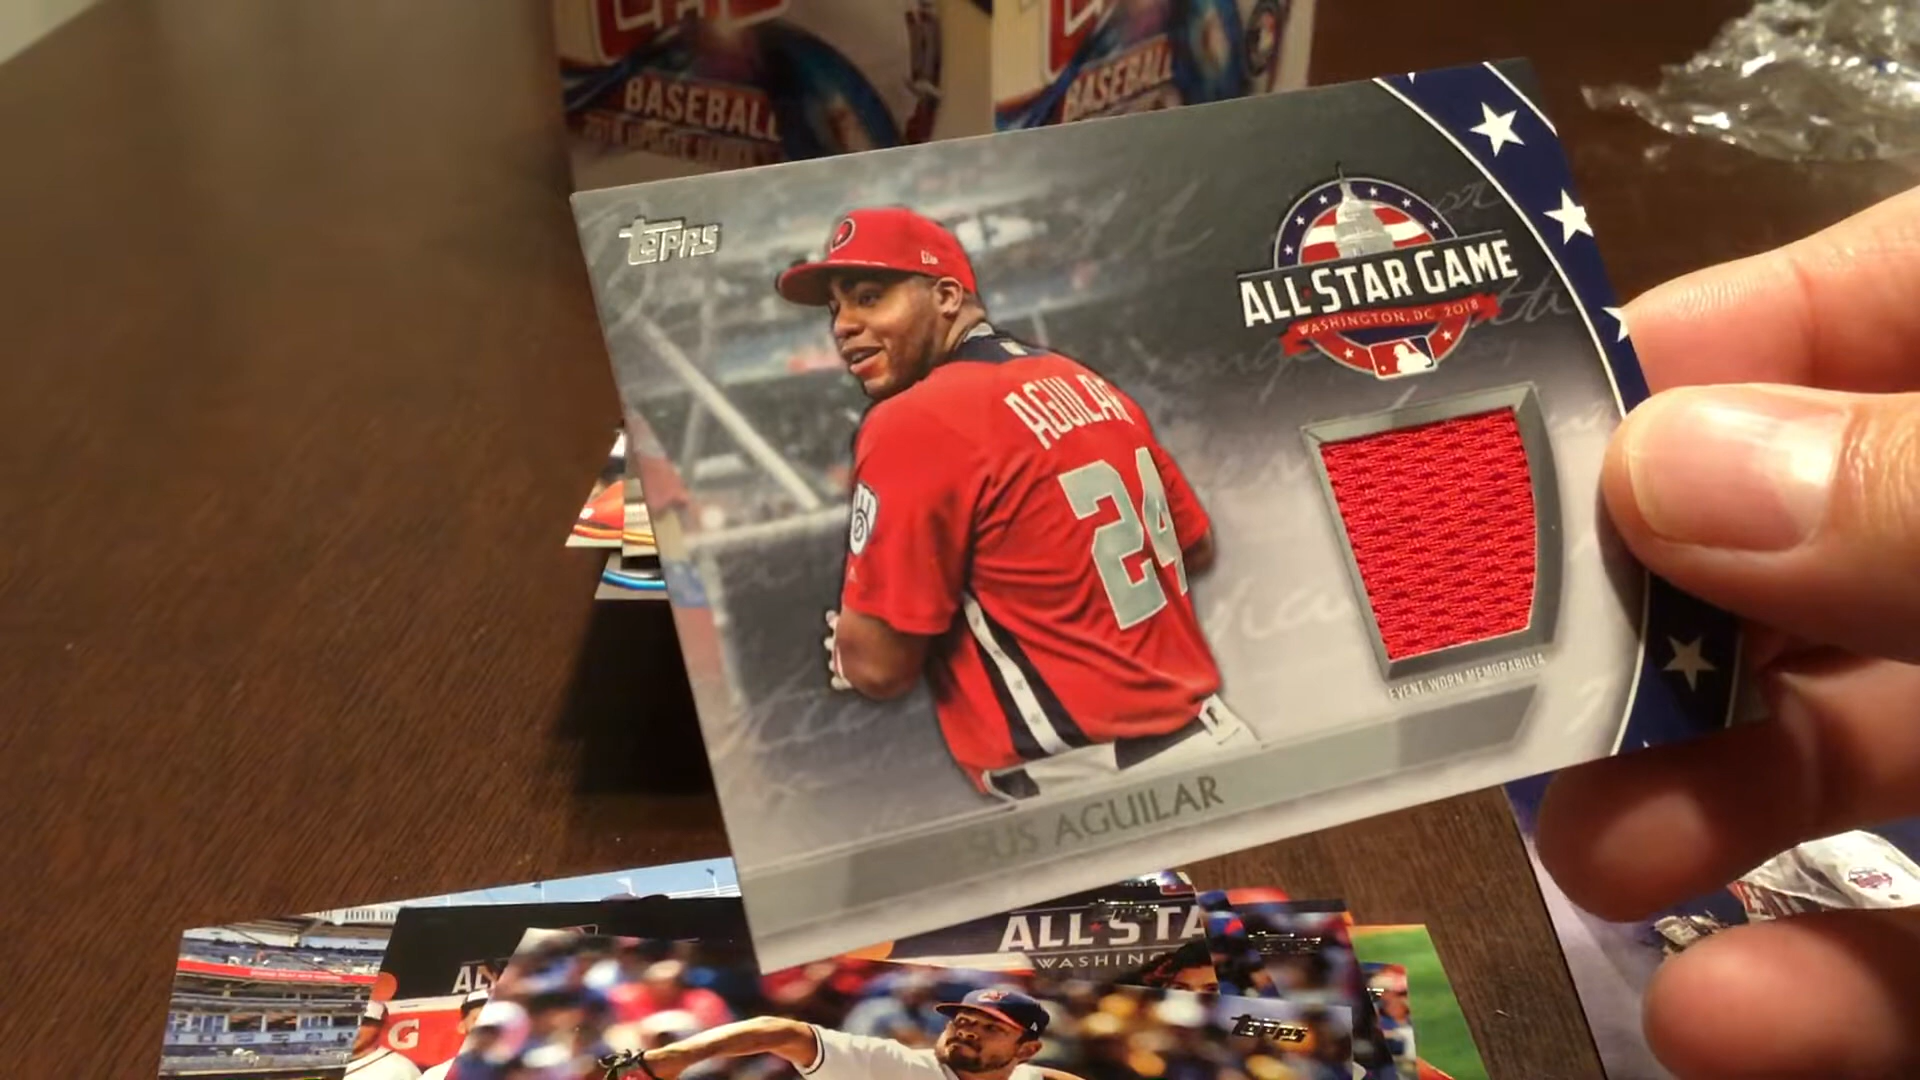 BASEBALL
BASEBALL
Topps
ALL STAR GAME
WASHINGTON, DC 2018
AGUILAR
24
EVENT WORN MEMORABILIA
SUS AGUILAR
ALL STA
WASHING
AL
G
Topps